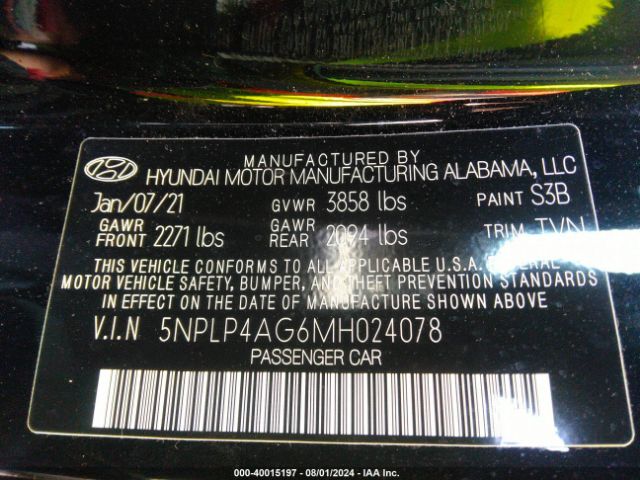 MANUFACTURED BY
HYUNDAI MOTOR MANUFACTURING ALABAMA, LLC
Jan/07/21 GVWR 3858 lbs PAINT S3B
GAWR FRONT 2271 lbs GAWR REAR 2094 lbs TRIM TVN
THIS VEHICLE CONFORMS TO ALL APPLICABLE U.S.A. FEDERAL
MOTOR VEHICLE SAFETY, BUMPER, AND THEFT PREVENTION STANDARDS
IN EFFECT ON THE DATE OF MANUFACTURE SHOWN ABOVE.
V.I.N 5NPLP4AG6MH024078
PASSENGER CAR
000-40015197 - 08/01/2024 - IAA Inc.